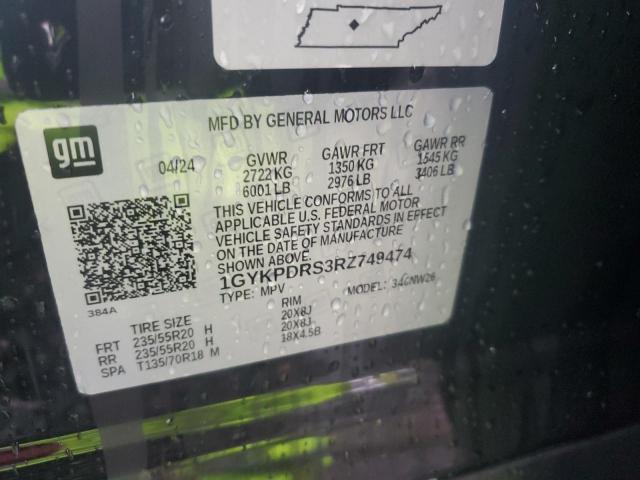 gm
MFD BY GENERAL MOTORS LLC
04/24
GVWR
2722 KG
6001 LB
GAWR FRT
1350 KG
2976 LB
GAWR RR
1545 KG
3406 LB
THIS VEHICLE CONFORMS TO ALL
APPLICABLE U.S. FEDERAL MOTOR
VEHICLE SAFETY STANDARDS IN EFFECT
ON THE DATE OF MANUFACTURE
SHOWN ABOVE.
1GYKPDRS3RZ749474
TYPE: MPV MODEL: 34GNW26
384A
TIRE SIZE RIM
FRT 235/55R20 H 20X8J
RR 235/55R20 H 20X8J
SPA T135/70R18 M 18X4.5B